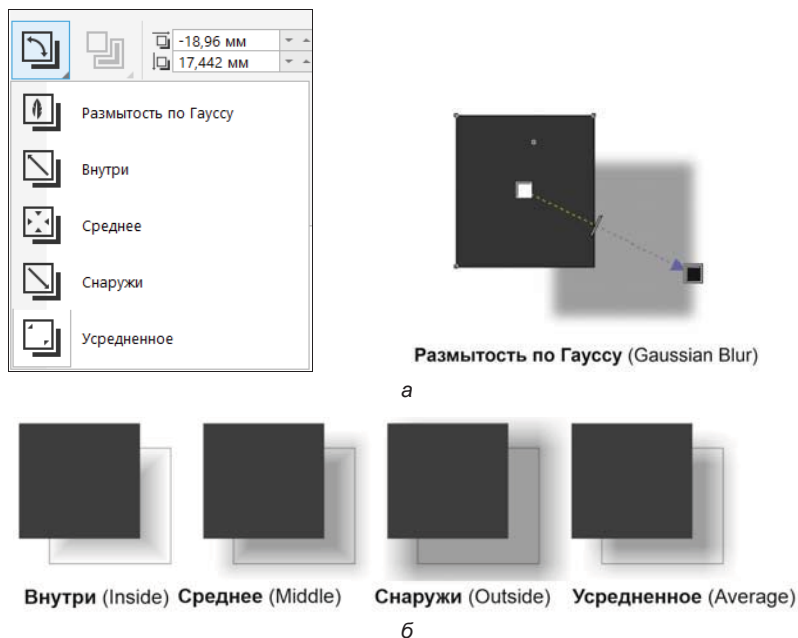 -18,96 мм
17,442 мм
Размытость по Гауссу
Внутри
Среднее
Снаружи
Усредненное
Размытость по Гауссу (Gaussian Blur)
а
Внутри (Inside) Среднее (Middle) Снаружи (Outside) Усредненное (Average)
б